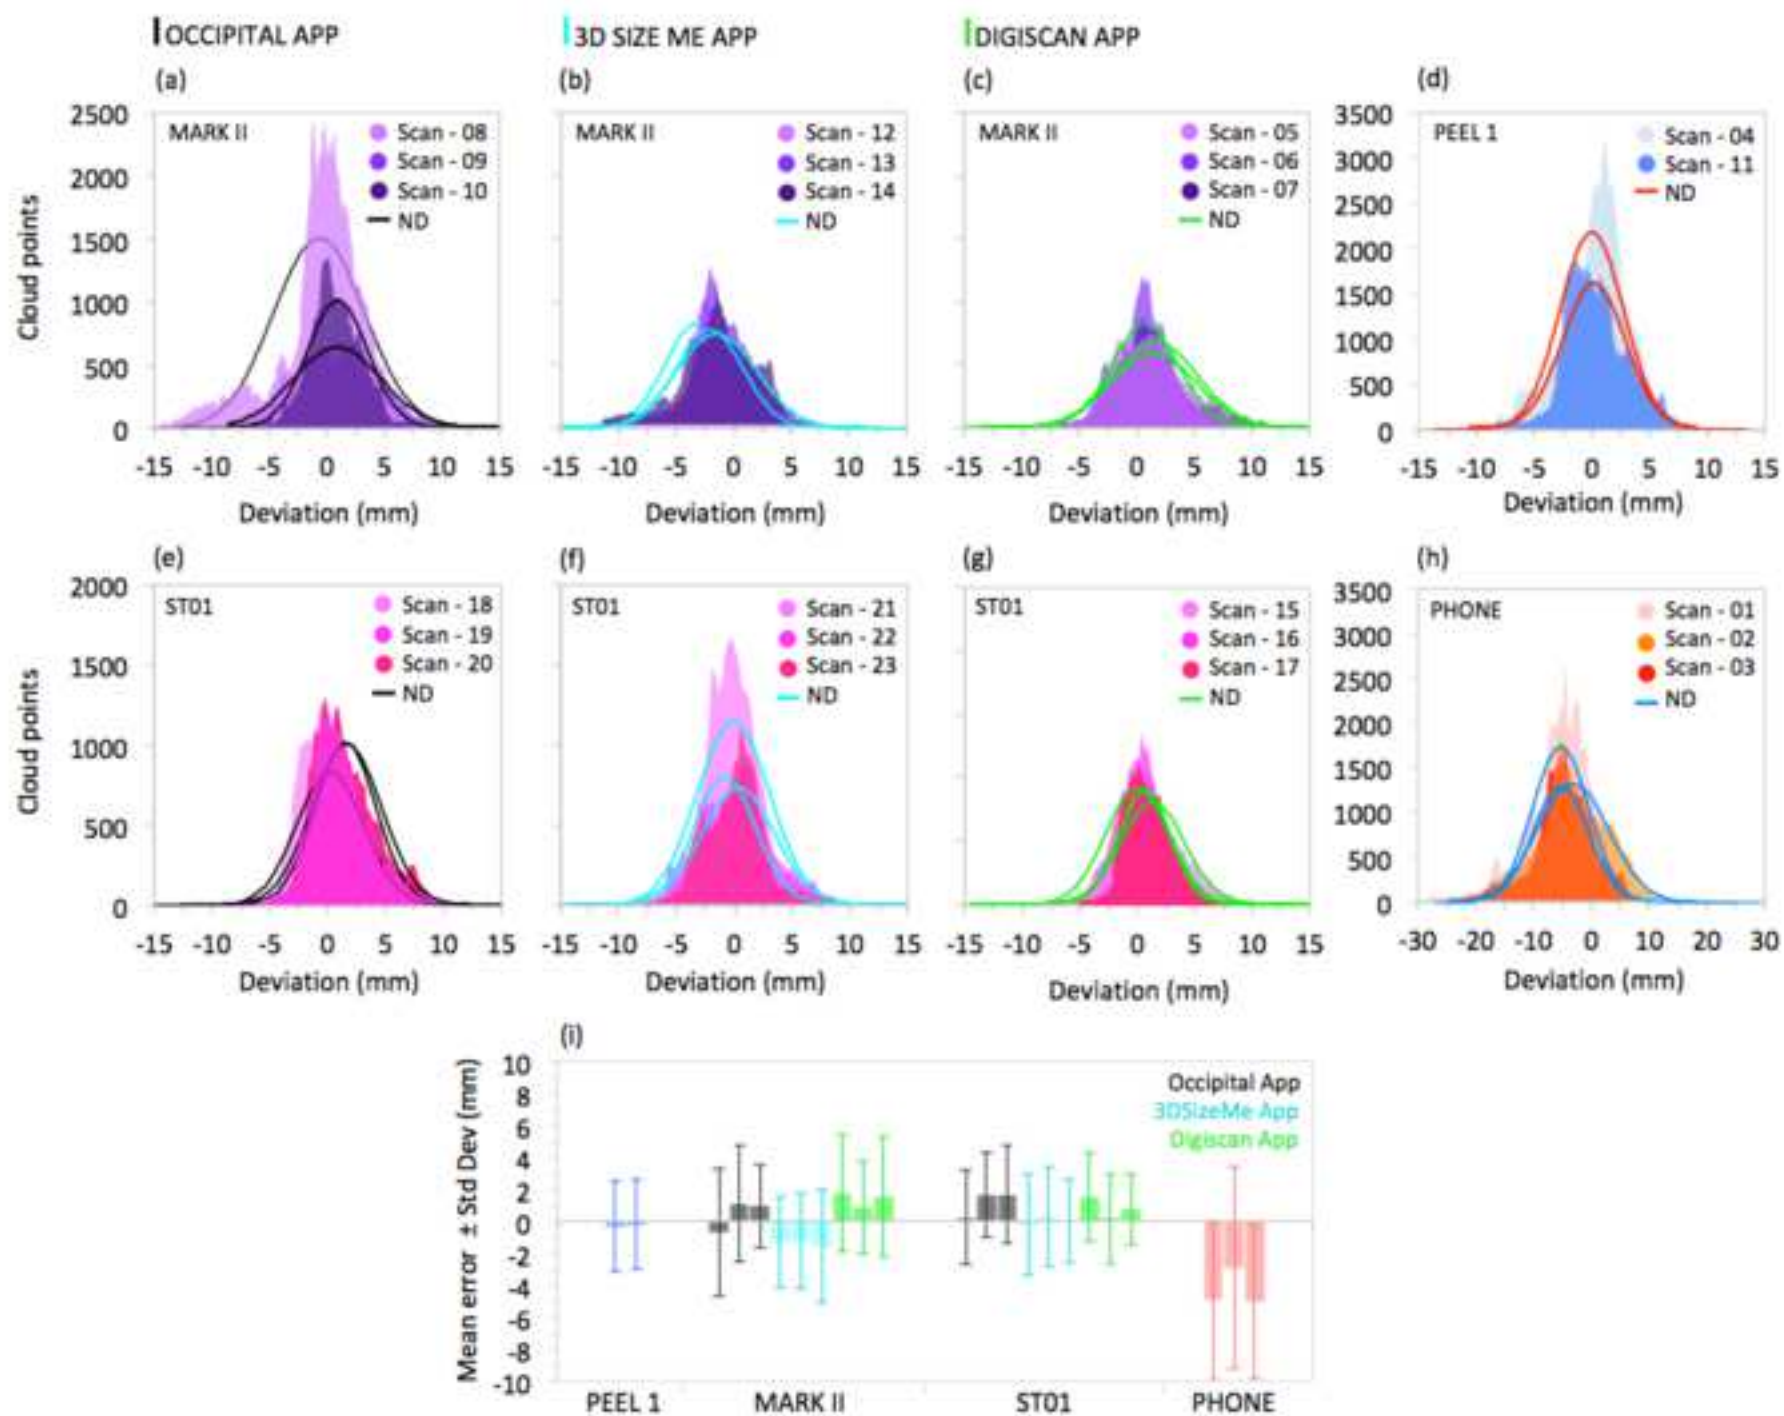 OCCIPITAL APP
3D SIZE ME APP
DIGISCAN APP
(a)
(b)
(c)
(d)
Cloud points
2500
2000
1500
1000
500
0
MARK II
Scan - 08
Scan - 09
Scan - 10
ND
-15 -10 -5 0 5 10 15
Deviation (mm)
MARK II
Scan - 12
Scan - 13
Scan - 14
ND
-15 -10 -5 0 5 10 15
Deviation (mm)
MARK II
Scan - 05
Scan - 06
Scan - 07
ND
-15 -10 -5 0 5 10 15
Deviation (mm)
3500
3000
2500
2000
1500
1000
500
0
PEEL 1
Scan - 04
Scan - 11
ND
-15 -10 -5 0 5 10 15
Deviation (mm)
(e)
(f)
(g)
(h)
Cloud points
2000
1500
1000
500
0
ST01
Scan - 18
Scan - 19
Scan - 20
ND
-15 -10 -5 0 5 10 15
Deviation (mm)
ST01
Scan - 21
Scan - 22
Scan - 23
ND
-15 -10 -5 0 5 10 15
Deviation (mm)
ST01
Scan - 15
Scan - 16
Scan - 17
ND
-15 -10 -5 0 5 10 15
Deviation (mm)
3500
3000
2500
2000
1500
1000
500
0
PHONE
Scan - 01
Scan - 02
Scan - 03
ND
-30 -20 -10 0 10 20 30
Deviation (mm)
(i)
Mean error ± Std Dev (mm)
10
8
6
4
2
0
-2
-4
-6
-8
-10
Occipital App
3DSizeMe App
Digiscan App
PEEL 1 MARK II ST01 PHONE